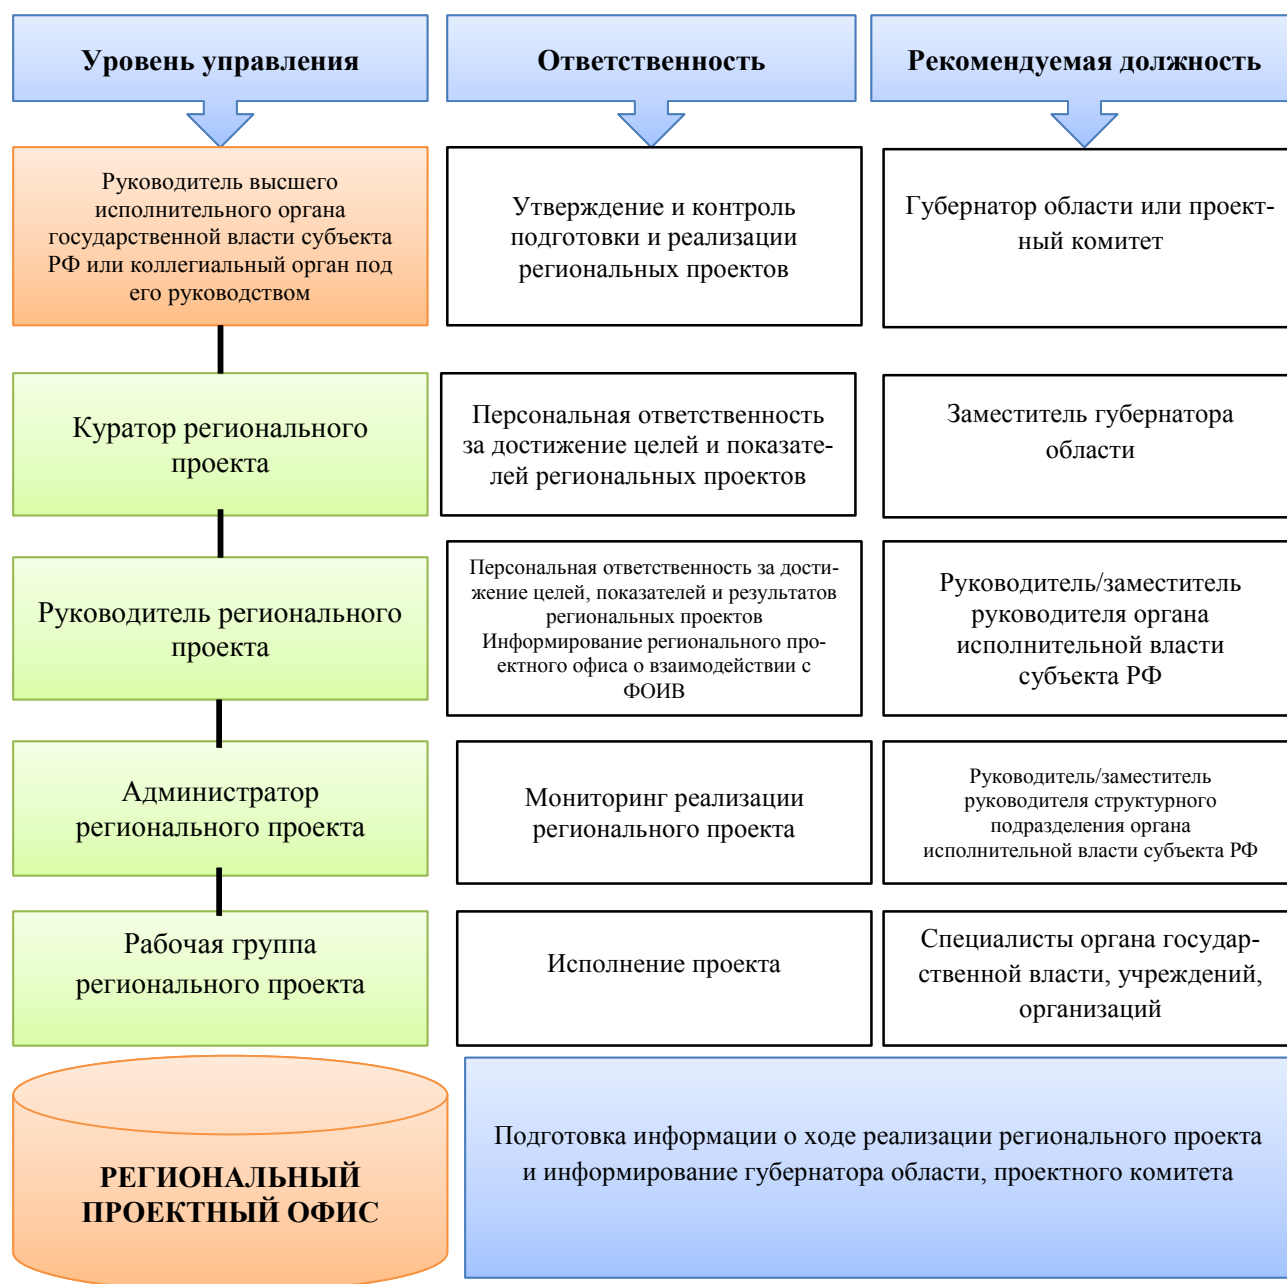 Уровень управления
Ответственность
Рекомендуемая должность
Руководитель высшего
исполнительного органа
государственной власти субъекта
РФ или коллегиальный орган под
его руководством
Утверждение и контроль
подготовки и реализации
региональных проектов
Губернатор области или проект-
ный комитет
Куратор регионального
проекта
Персональная ответственность
за достижение целей и показате-
лей региональных проектов
Заместитель губернатора
области
Руководитель регионального
проекта
Персональная ответственность за дости-
жение целей, показателей и результатов
региональных проектов
Информирование регионального про-
ектного офиса о взаимодействии с
ФОИВ
Руководитель/заместитель
руководителя органа
исполнительной власти
субъекта РФ
Администратор
регионального проекта
Мониторинг реализации
регионального проекта
Руководитель/заместитель
руководителя структурного
подразделения органа
исполнительной власти субъекта РФ
Рабочая группа
регионального проекта
Исполнение проекта
Специалисты органа государ-
ственной власти, учреждений,
организаций
РЕГИОНАЛЬНЫЙ
ПРОЕКТНЫЙ ОФИС
Подготовка информации о ходе реализации регионального проекта
и информирование губернатора области, проектного комитета